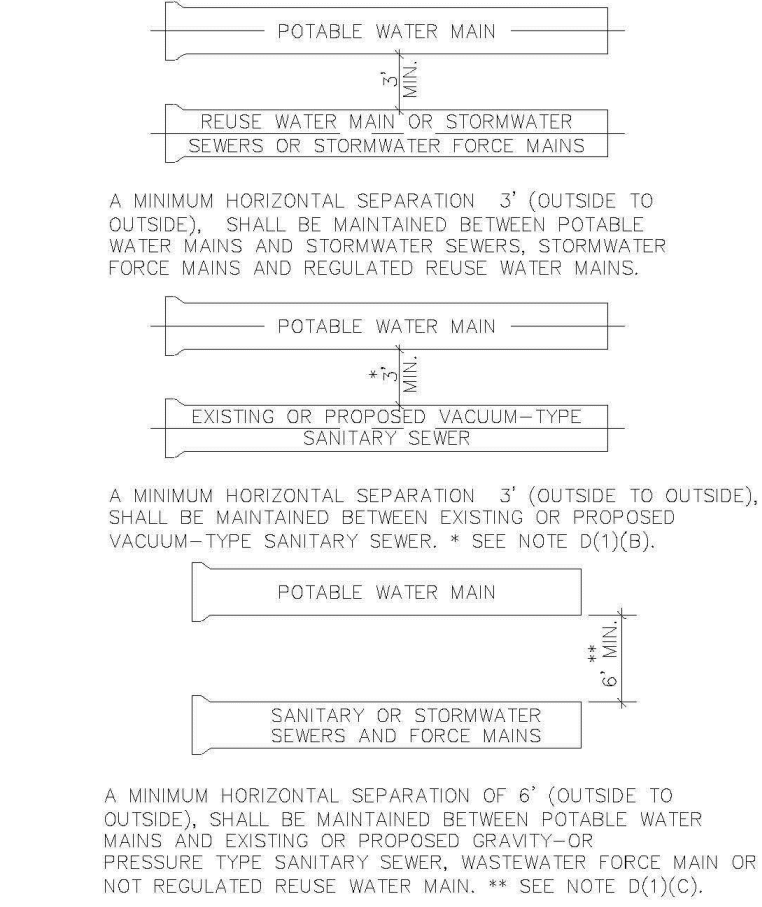 POTABLE WATER MAIN
3' MIN.
REUSE WATER MAIN OR STORMWATER
SEWERS OR STORMWATER FORCE MAINS
A MINIMUM HORIZONTAL SEPARATION 3' (OUTSIDE TO
OUTSIDE), SHALL BE MAINTAINED BETWEEN POTABLE
WATER MAINS AND STORMWATER SEWERS, STORMWATER
FORCE MAINS AND REGULATED REUSE WATER MAINS.
POTABLE WATER MAIN
* 3' MIN.
EXISTING OR PROPOSED VACUUM-TYPE
SANITARY SEWER
A MINIMUM HORIZONTAL SEPARATION 3' (OUTSIDE TO OUTSIDE),
SHALL BE MAINTAINED BETWEEN EXISTING OR PROPOSED
VACUUM-TYPE SANITARY SEWER. * SEE NOTE D(1)(B).
POTABLE WATER MAIN
** 6' MIN.
SANITARY OR STORMWATER
SEWERS AND FORCE MAINS
A MINIMUM HORIZONTAL SEPARATION OF 6' (OUTSIDE TO
OUTSIDE), SHALL BE MAINTAINED BETWEEN POTABLE WATER
MAINS AND EXISTING OR PROPOSED GRAVITY-OR
PRESSURE TYPE SANITARY SEWER, WASTEWATER FORCE MAIN OR
NOT REGULATED REUSE WATER MAIN. ** SEE NOTE D(1)(C).